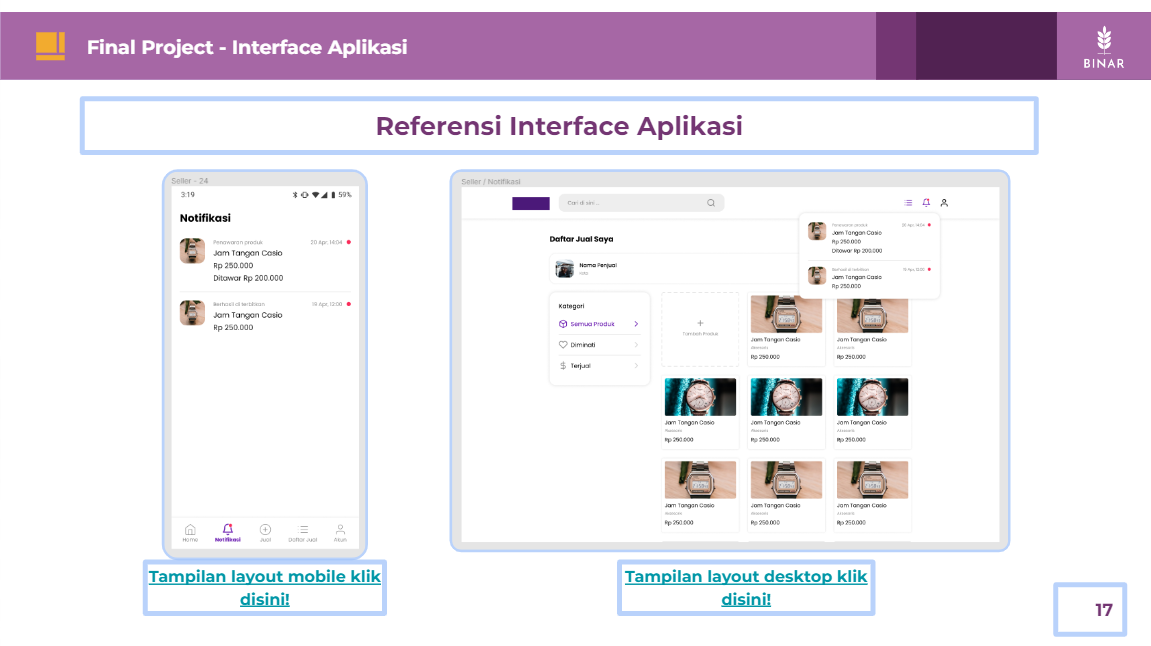 Final Project - Interface Aplikasi
BINAR
Referensi Interface Aplikasi
Seller - 24
3:19
59%
Notifikasi
Penawaran produk
20 Apr, 14:04
Jam Tangan Casio
Rp 250.000
Ditawar Rp 200.000
Berhasil di terbitkan
19 Apr, 12:00
Jam Tangan Casio
Rp 250.000
Home
Notifikasi
Jual
Daftar Jual
Akun
Tampilan layout mobile klik
disini!
Seller / Notifikasi
Cari di sini ...
Penawaran produk
20 Apr, 14:04
Jam Tangan Casio
Rp 250.000
Ditawar Rp 200.000
Berhasil di terbitkan
19 Apr, 12:00
Jam Tangan Casio
Rp 250.000
Daftar Jual Saya
Nama Penjual
Kategori
Semua Produk
Diminati
Terjual
+
Tambah Produk
Jam Tangan Casio
Aksesoris
Rp 250.000
Jam Tangan Casio
Aksesoris
Rp 250.000
Jam Tangan Casio
Aksesoris
Rp 250.000
Jam Tangan Casio
Aksesoris
Rp 250.000
Jam Tangan Casio
Aksesoris
Rp 250.000
Jam Tangan Casio
Aksesoris
Rp 250.000
Jam Tangan Casio
Aksesoris
Rp 250.000
Jam Tangan Casio
Aksesoris
Rp 250.000
Tampilan layout desktop klik
disini!
17